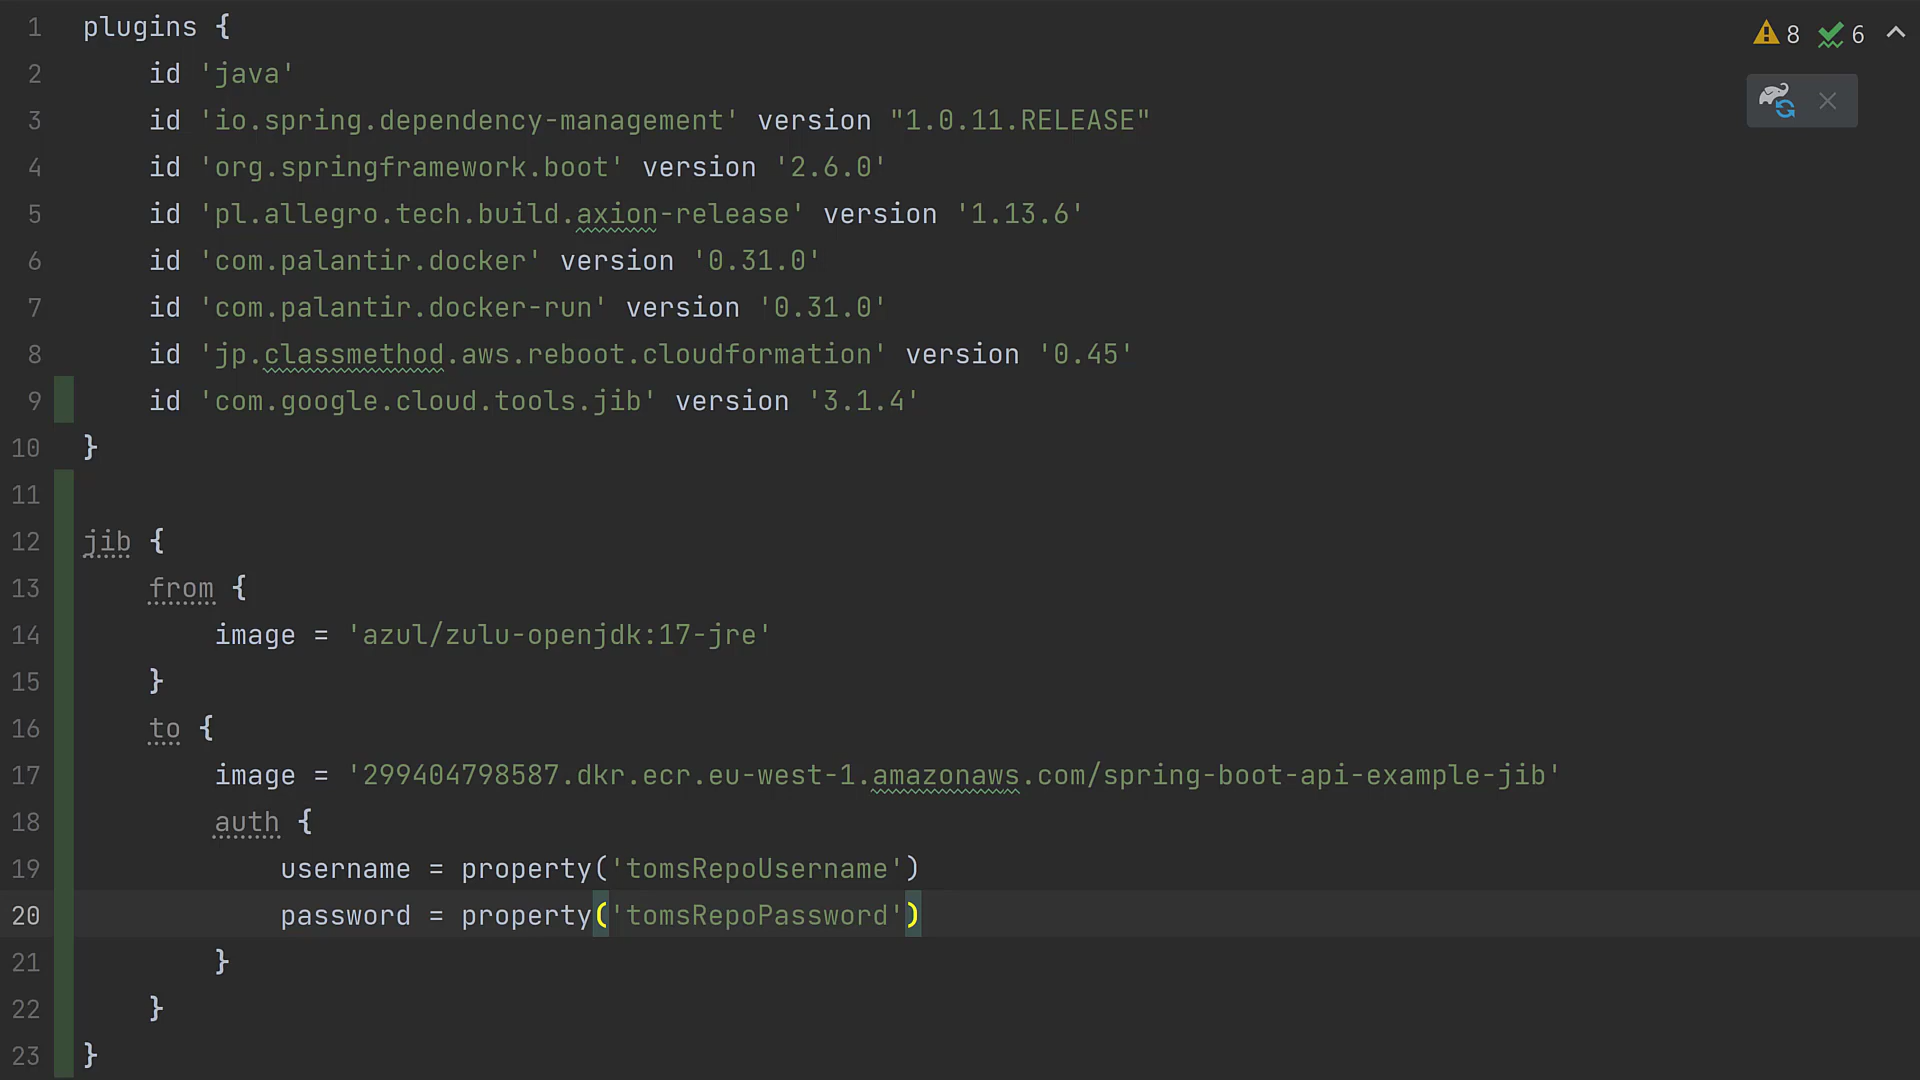 1 plugins {
2 id 'java'
3 id 'io.spring.dependency-management' version "1.0.11.RELEASE"
4 id 'org.springframework.boot' version '2.6.0'
5 id 'pl.allegro.tech.build.axion-release' version '1.13.6'
6 id 'com.palantir.docker' version '0.31.0'
7 id 'com.palantir.docker-run' version '0.31.0'
8 id 'jp.classmethod.aws.reboot.cloudformation' version '0.45'
9 id 'com.google.cloud.tools.jib' version '3.1.4'
10 }
11
12 jib {
13 from {
14 image = 'azul/zulu-openjdk:17-jre'
15 }
16 to {
17 image = '299404798587.dkr.ecr.eu-west-1.amazonaws.com/spring-boot-api-example-jib'
18 auth {
19 username = property('tomsRepoUsername')
20 password = property('tomsRepoPassword')
21 }
22 }
23 }
8 6